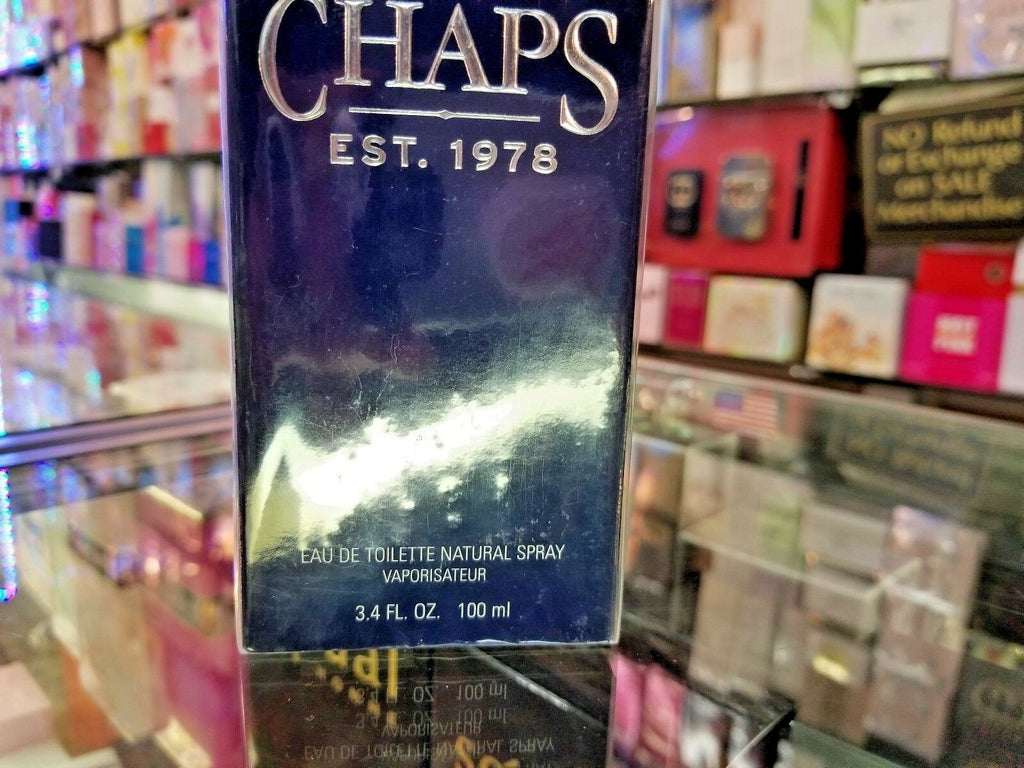 CHAPS
EST. 1978
EAU DE TOILETTE NATURAL SPRAY
VAPORISATEUR
3.4 FL. OZ. 100 ml
NO Refund
or Exchange
on SALE
Merchandise